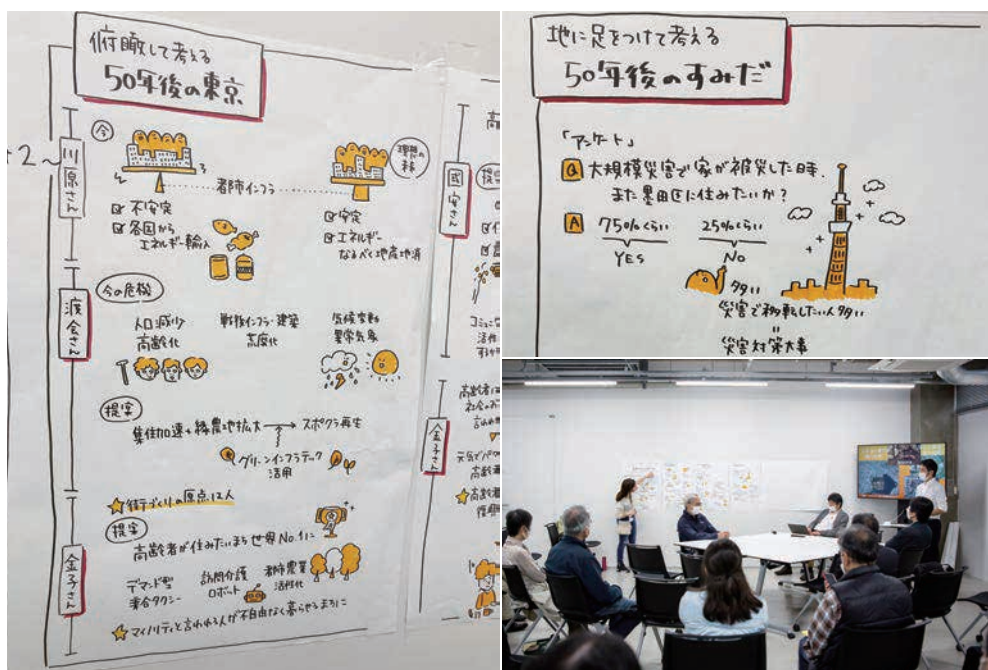 俯瞰して考える
50年後の東京
川原さん
今
理想の
未来
都市インフラ
不安定
各国から
エネルギー輸入
安定
エネルギー
なるべく地産地消
渡会さん
今の危機
人口減少
高齢化
戦後インフラ・建築
高度化
気候変動
異常気象
提案
集住加速+緑農地拡大→スポクラ再生
グリーンインフラテック
活用
街づくりの原点は人
金子さん
提案
高齢者が住みたいまち世界No.1に
デマンド型
乗合タクシー
訪問介護
ロボット
都市農業
活性化
マイノリティと言われる人が不自由なく暮らせるまちに
國安さん
金子さん
地に足をつけて考える
50年後のすみだ
「アンケート」
Q 大規模災害で家が被災した時、
また墨田区に住みたいか?
A 75%くらい 25%くらい
YES NO
多い
災害で移転したい人多い
=
災害対策大事